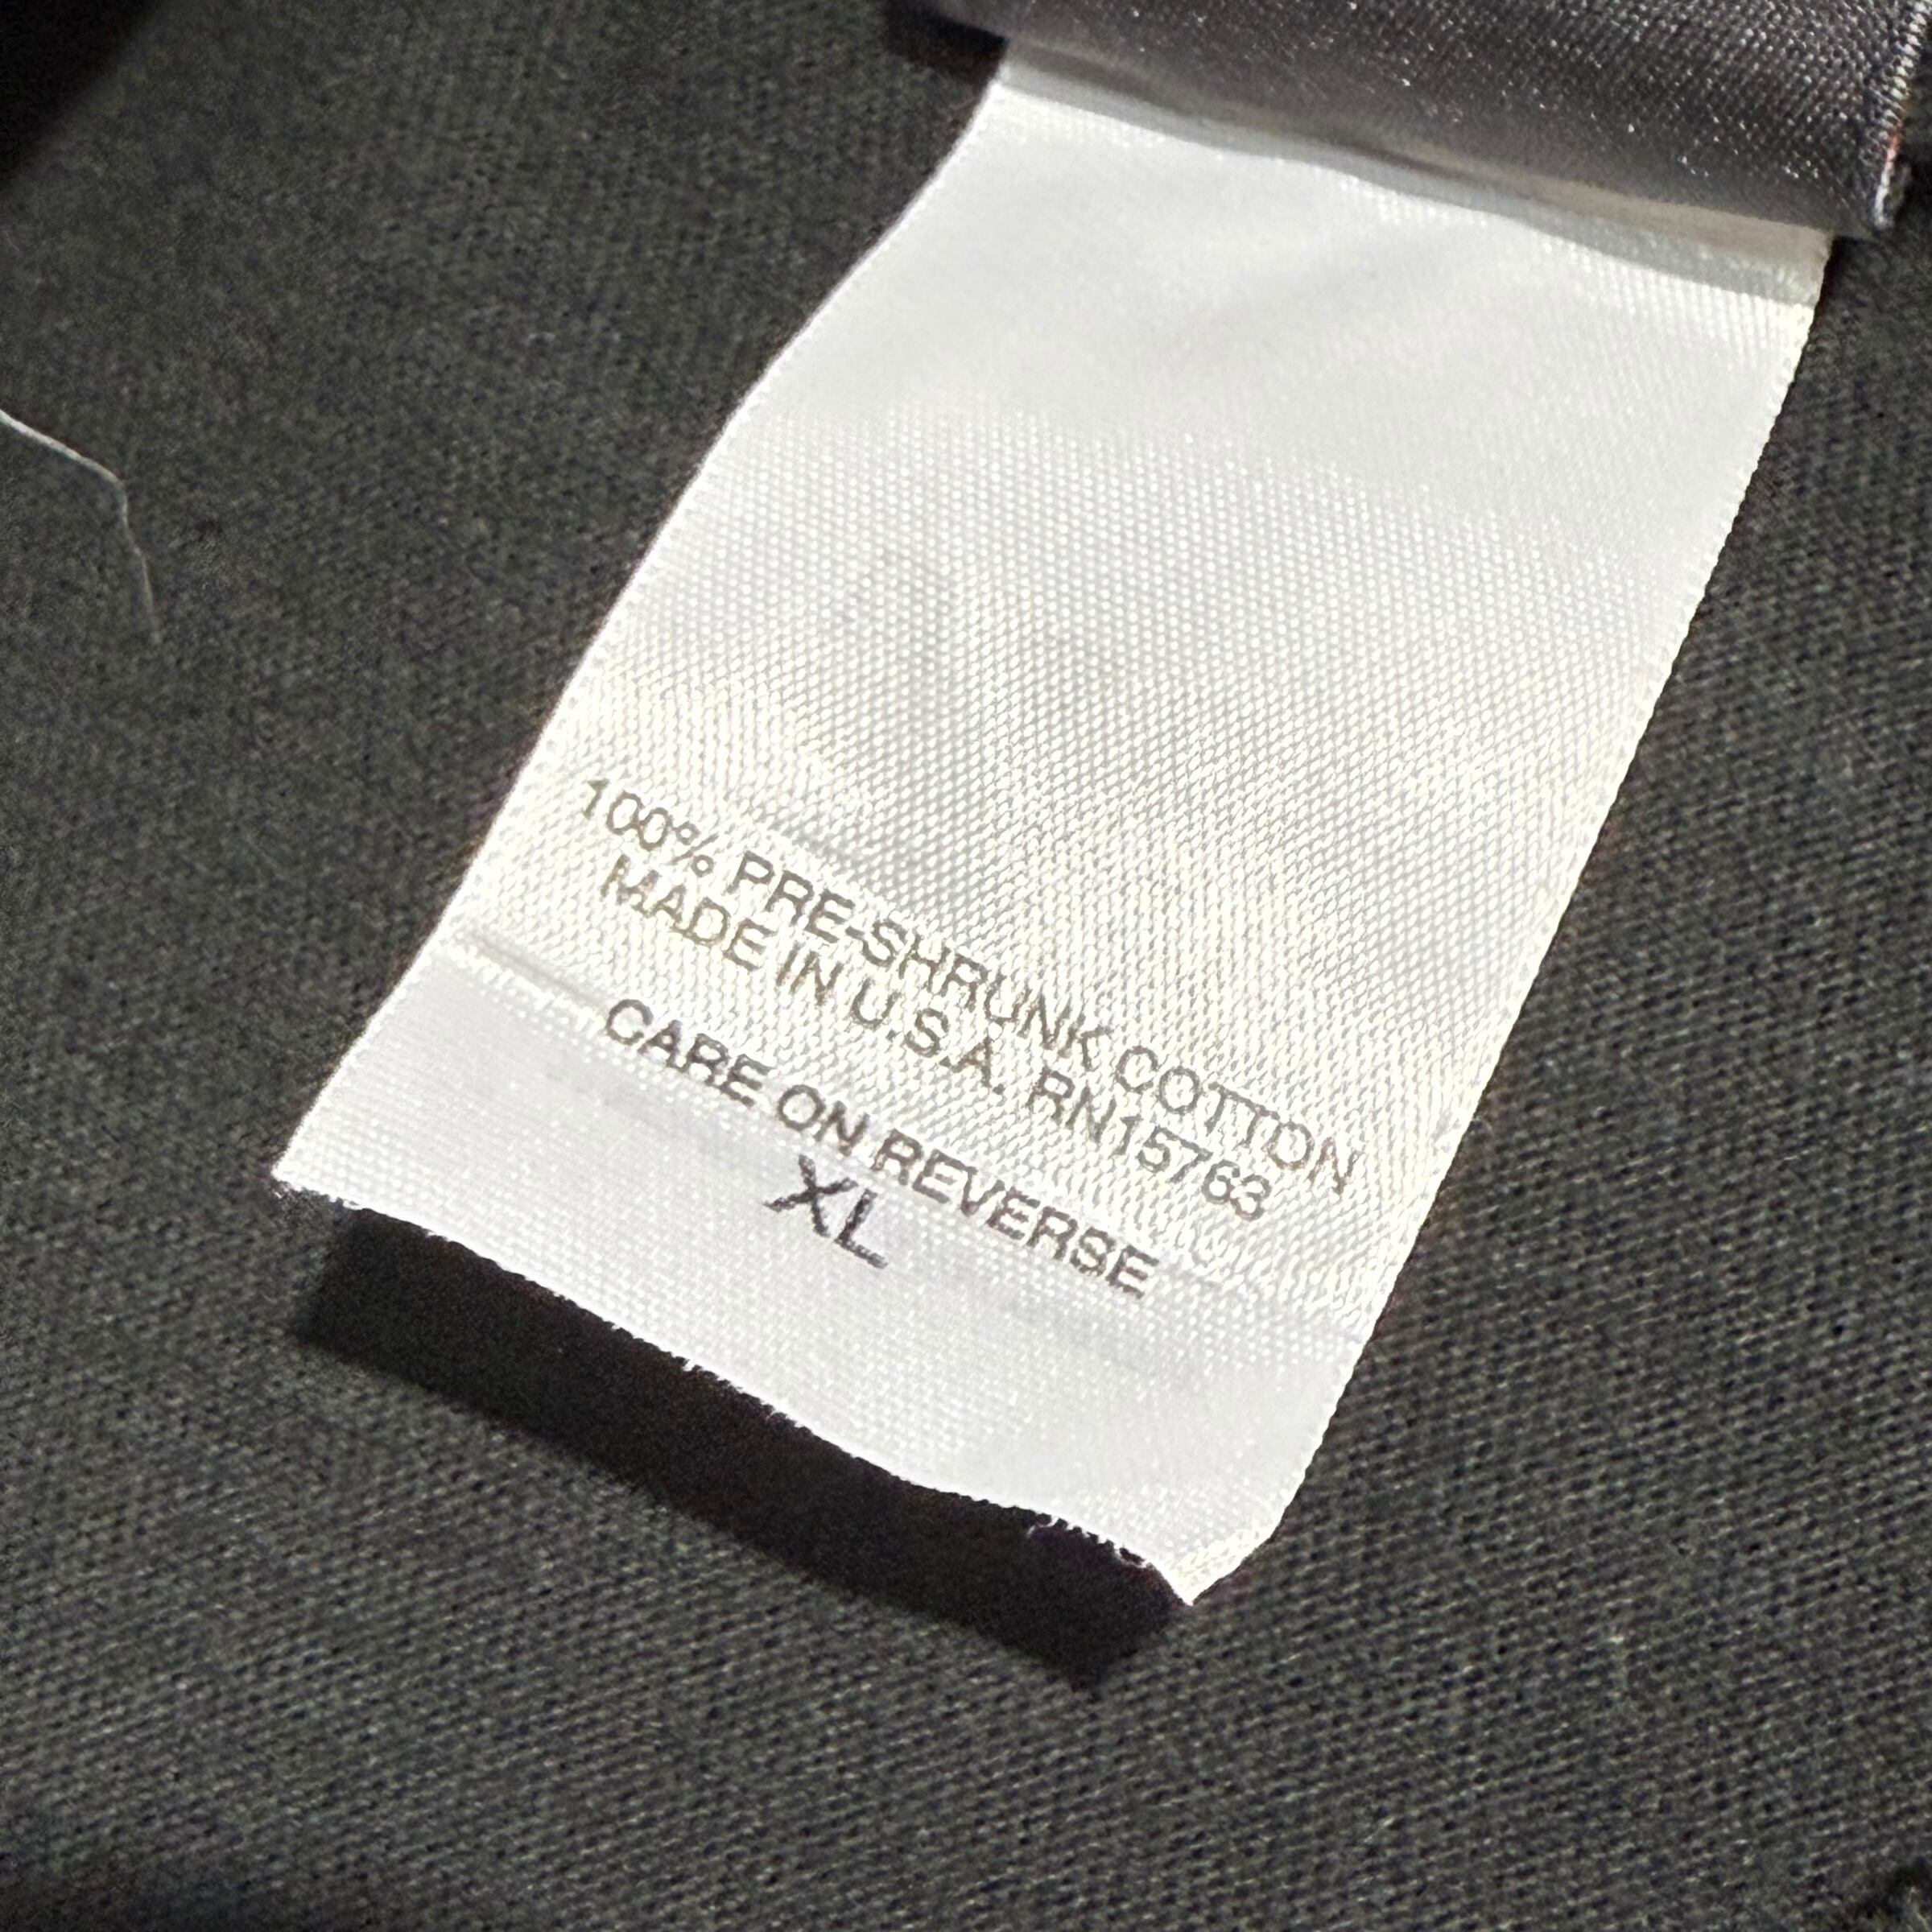 100% PRE-SHRUNK COTTON
MADE IN U.S.A. RN15763
CARE ON REVERSE
XL